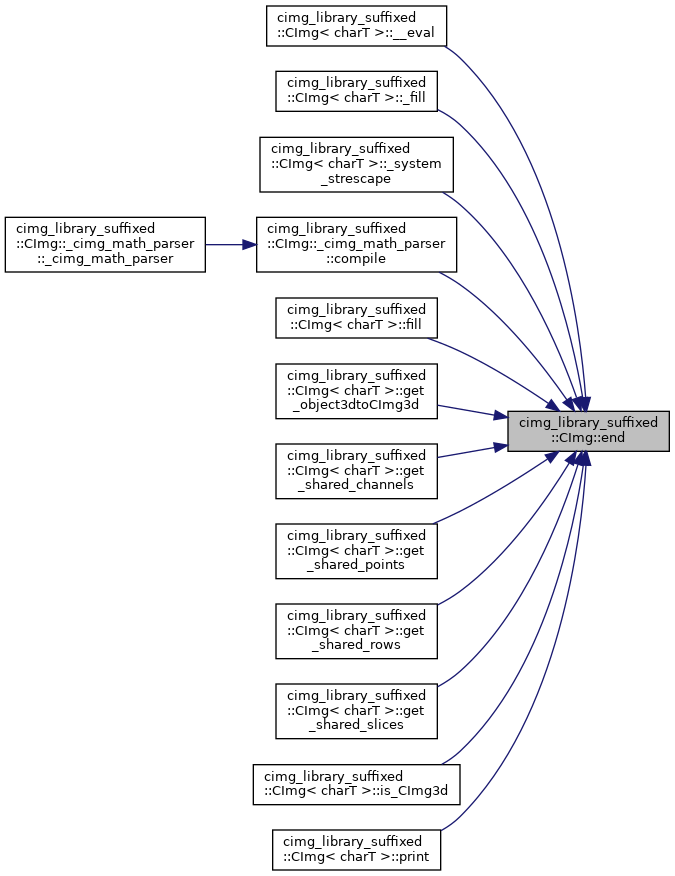 cimg_library_suffixed
::CImg< charT >::__eval
cimg_library_suffixed
::CImg< charT >::_fill
cimg_library_suffixed
::CImg< charT >::_system
_strescape
cimg_library_suffixed
::CImg::_cimg_math_parser
::_cimg_math_parser
cimg_library_suffixed
::CImg::_cimg_math_parser
::compile
cimg_library_suffixed
::CImg< charT >::fill
cimg_library_suffixed
::CImg< charT >::get
_object3dtoCImg3d
cimg_library_suffixed
::CImg::end
cimg_library_suffixed
::CImg< charT >::get
_shared_channels
cimg_library_suffixed
::CImg< charT >::get
_shared_points
cimg_library_suffixed
::CImg< charT >::get
_shared_rows
cimg_library_suffixed
::CImg< charT >::get
_shared_slices
cimg_library_suffixed
::CImg< charT >::is_CImg3d
cimg_library_suffixed
::CImg< charT >::print